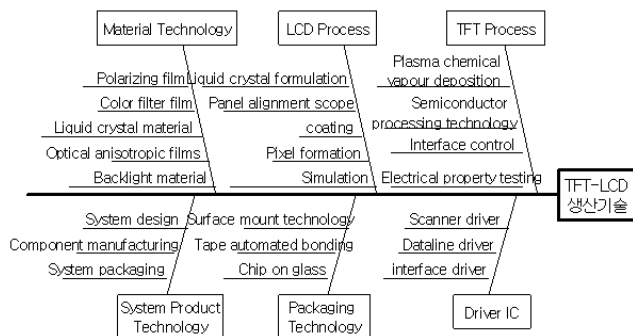 Material Technology
LCD Process
TFT Process
Polarizing film
Color filter film
Liquid crystal material
Optical anisotropic films
Backlight material
Liquid crystal formulation
Panel alignment scope
coating
Pixel formation
Simulation
Plasma chemical
vapour deposition
Semiconductor
processing technology
Interface control
Electrical property testing
TFT-LCD
생산기술
System design
Component manufacturing
System packaging
Surface mount technology
Tape automated bonding
Chip on glass
Scanner driver
Dataline driver
interface driver
System Product
Technology
Packaging
Technology
Driver IC